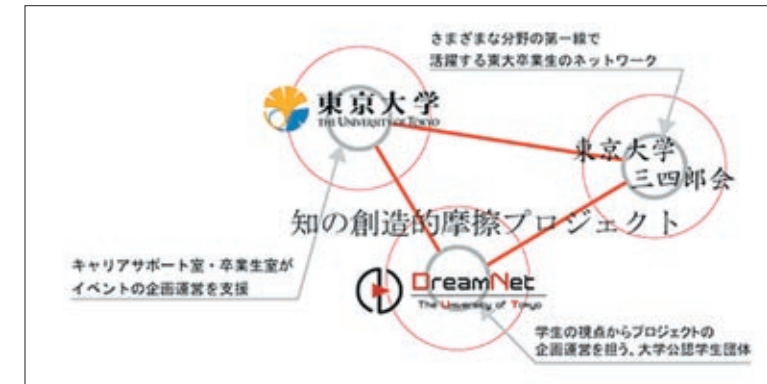 さまざまな分野の第一線で
活躍する東大卒業生のネットワーク
東京大学
THE UNIVERSITY OF TOKYO
東京大学
三四郎会
知の創造的摩擦プロジェクト
キャリアサポート室・卒業生室が
イベントの企画運営を支援
DreamNet
The University of Tokyo
学生の視点からプロジェクトの
企画運営を担う、大学公認学生団体